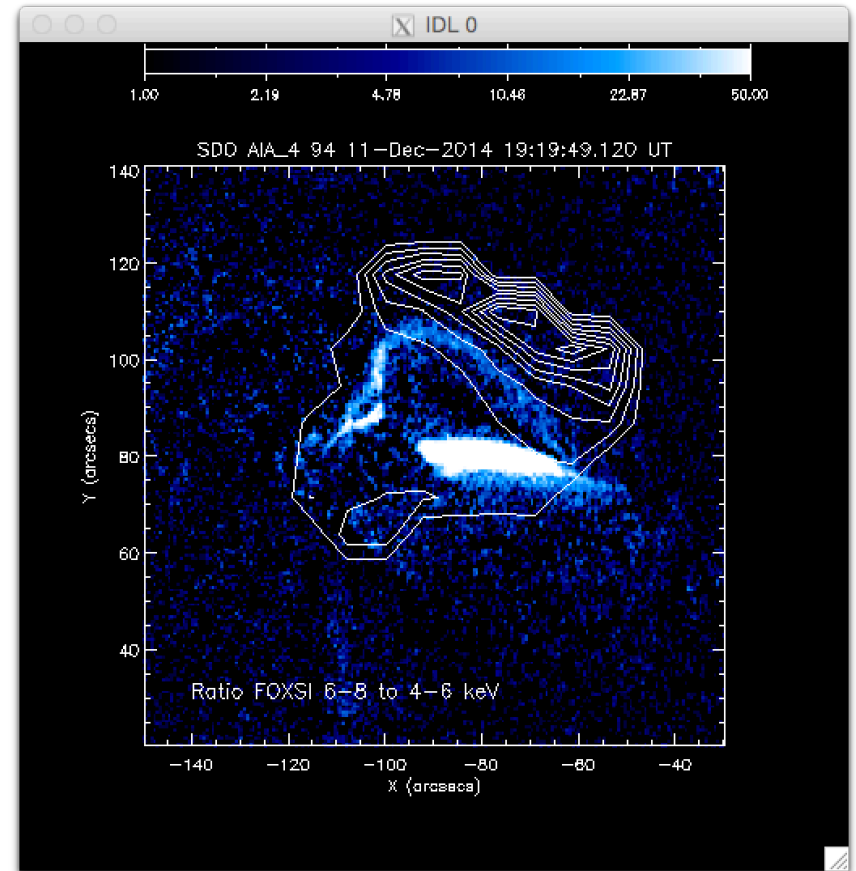 IDL 0
1.00 2.19 4.78 10.46 22.87 50.00
SDO AIA_4 94 11-Dec-2014 19:19:49.120 UT
140
120
100
80
60
40
Y (arcsecs)
Ratio FOXSI 6-8 to 4-6 keV
-140 -120 -100 -80 -60 -40
X (arcsecs)